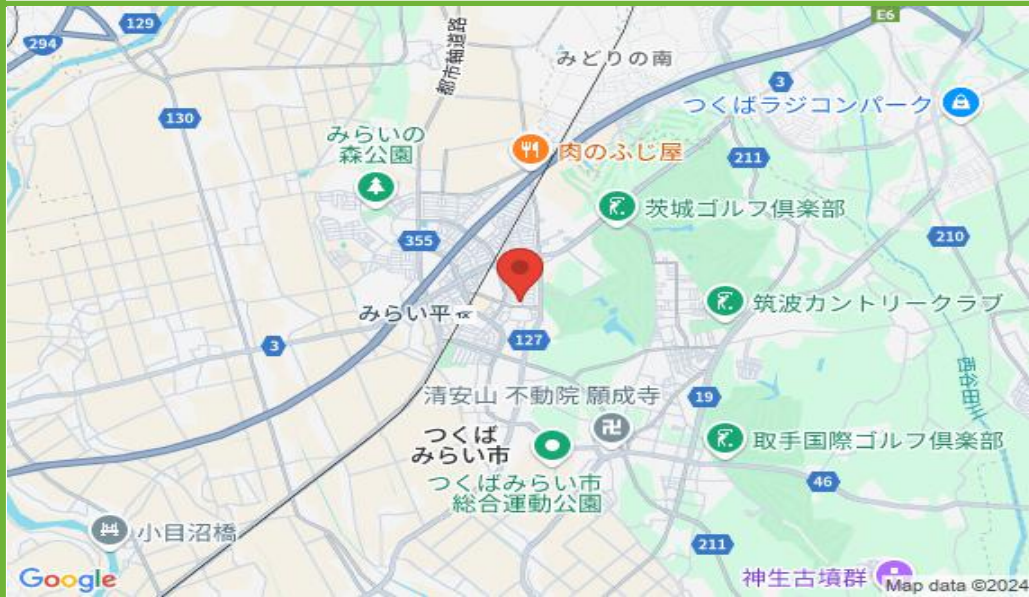 129
E6
294
都市軸道路
みどりの南
3
つくばラジコンパーク
130
みらいの
森公園
肉のふじ屋
211
茨城ゴルフ倶楽部
355
210
みらい平
筑波カントリークラブ
3
127
西谷田川
清安山 不動院 願成寺
19
つくば
みらい市
取手国際ゴルフ倶楽部
つくばみらい市
総合運動公園
46
小目沼橋
211
神生古墳群
Google
Map data ©2024